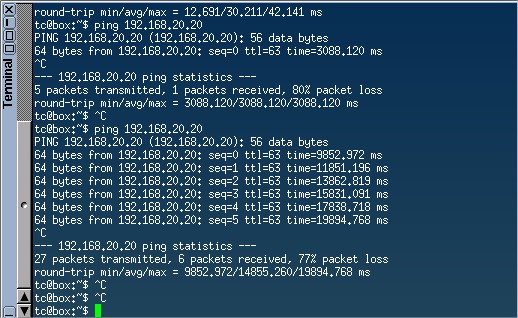 Terminal
round-trip min/avg/max = 12.691/30.211/42.141 ms
tc@box:~$ ping 192.168.20.20
PING 192.168.20.20 (192.168.20.20): 56 data bytes
64 bytes from 192.168.20.20: seq=0 ttl=63 time=3088.120 ms
^C
--- 192.168.20.20 ping statistics ---
5 packets transmitted, 1 packets received, 80% packet loss
round-trip min/avg/max = 3088.120/3088.120/3088.120 ms
tc@box:~$ ^C
tc@box:~$ ping 192.168.20.20
PING 192.168.20.20 (192.168.20.20): 56 data bytes
64 bytes from 192.168.20.20: seq=0 ttl=63 time=9852.972 ms
64 bytes from 192.168.20.20: seq=1 ttl=63 time=11851.196 ms
64 bytes from 192.168.20.20: seq=2 ttl=63 time=13862.819 ms
64 bytes from 192.168.20.20: seq=3 ttl=63 time=15831.091 ms
64 bytes from 192.168.20.20: seq=4 ttl=63 time=17838.718 ms
64 bytes from 192.168.20.20: seq=5 ttl=63 time=19894.768 ms
^C
--- 192.168.20.20 ping statistics ---
27 packets transmitted, 6 packets received, 77% packet loss
round-trip min/avg/max = 9852.972/14855.260/19894.768 ms
tc@box:~$ ^C
tc@box:~$ ^C
tc@box:~$